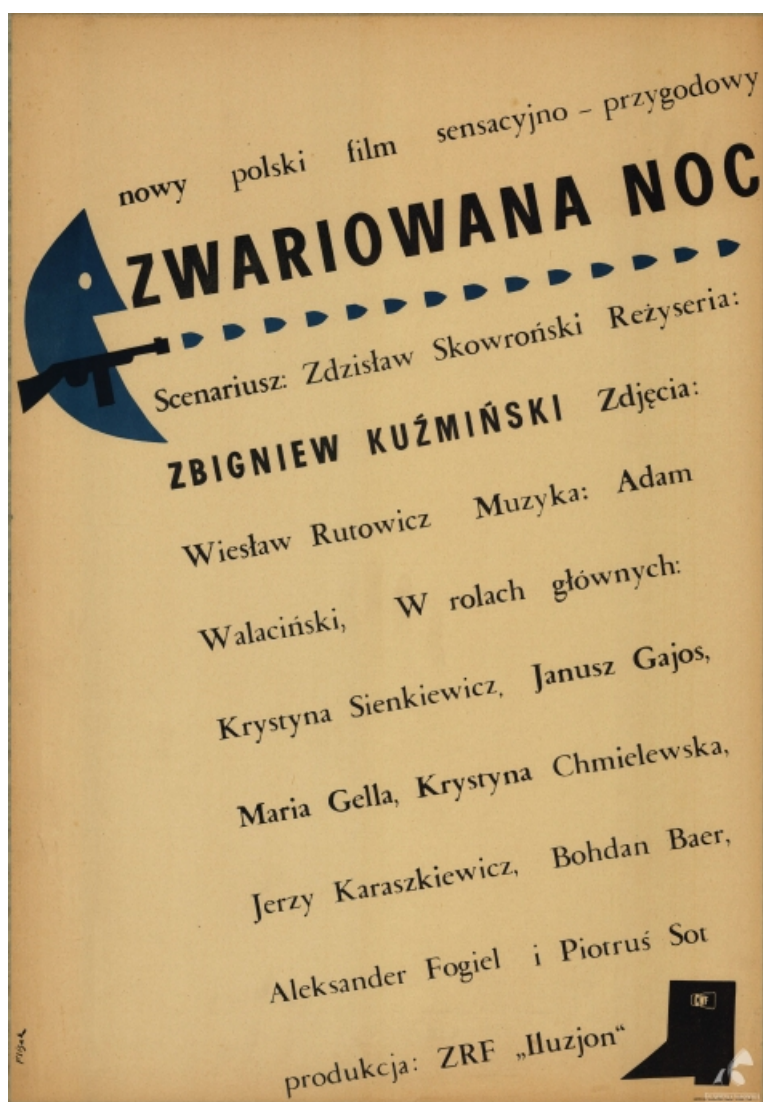 nowy polski film sensacyjno - przygodowy
ZWARIOWANA NOC
Scenariusz: Zdzisław Skowroński Reżyseria:
ZBIGNIEW KUŹMIŃSKI Zdjęcia:
Wiesław Rutowicz Muzyka: Adam
Walaciński, W rolach głównych:
Krystyna Sienkiewicz, Janusz Gajos,
Maria Gella, Krystyna Chmielewska,
Jerzy Karaszkiewicz, Bohdan Baer,
Aleksander Fogiel i Piotruś Sot
produkcja: ZRF „Iluzjon“
CWF